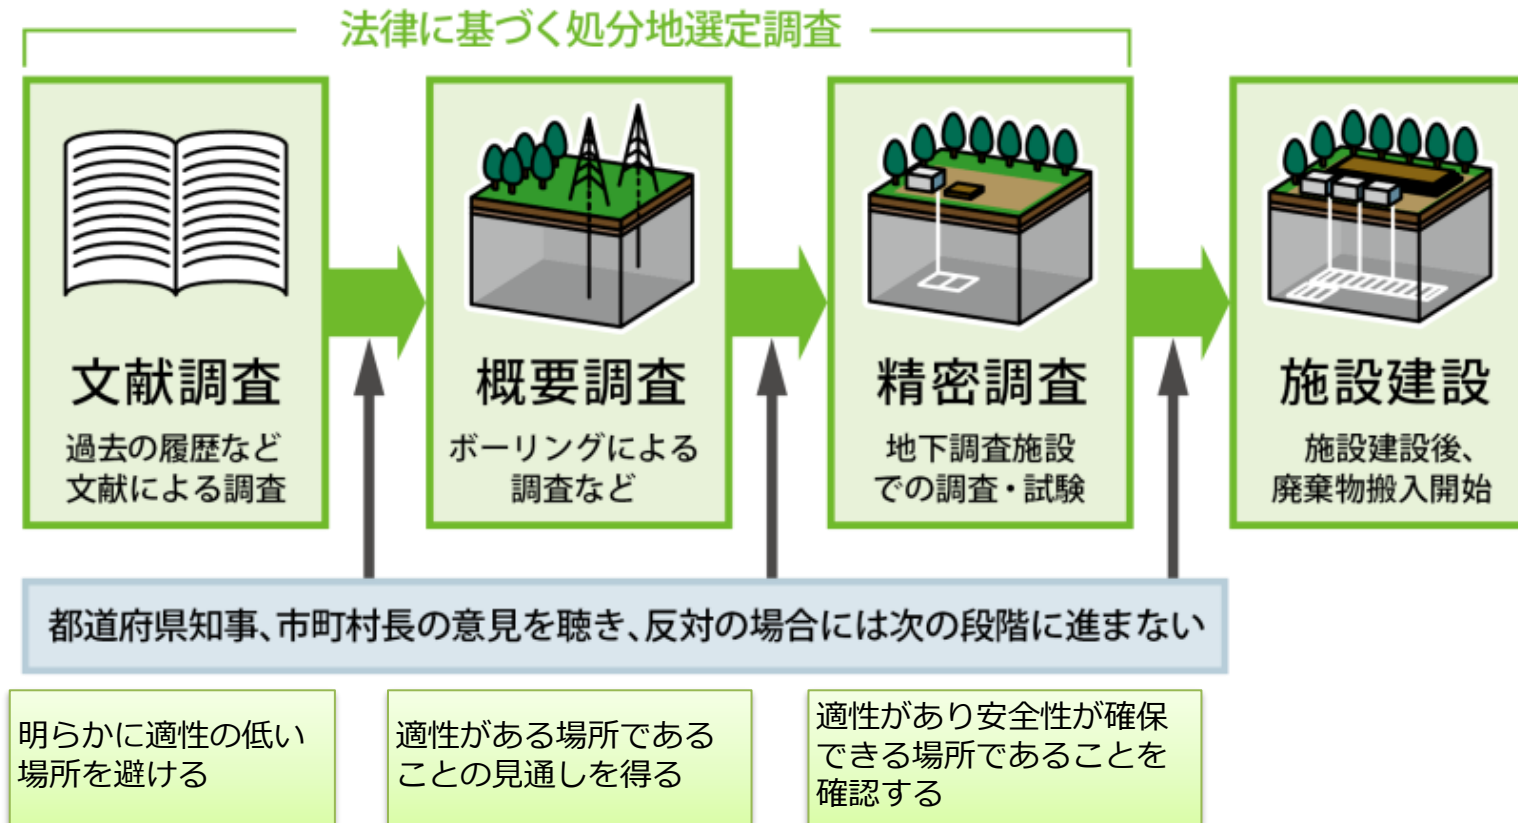 法律に基づく処分地選定調査
文献調査
過去の履歴など
文献による調査
概要調査
ボーリングによる
調査など
精密調査
地下調査施設
での調査・試験
施設建設
施設建設後、
廃棄物搬入開始
都道府県知事、市町村長の意見を聴き、反対の場合には次の段階に進まない
明らかに適性の低い
場所を避ける
適性がある場所である
ことの見通しを得る
適性があり安全性が確保
できる場所であることを
確認する